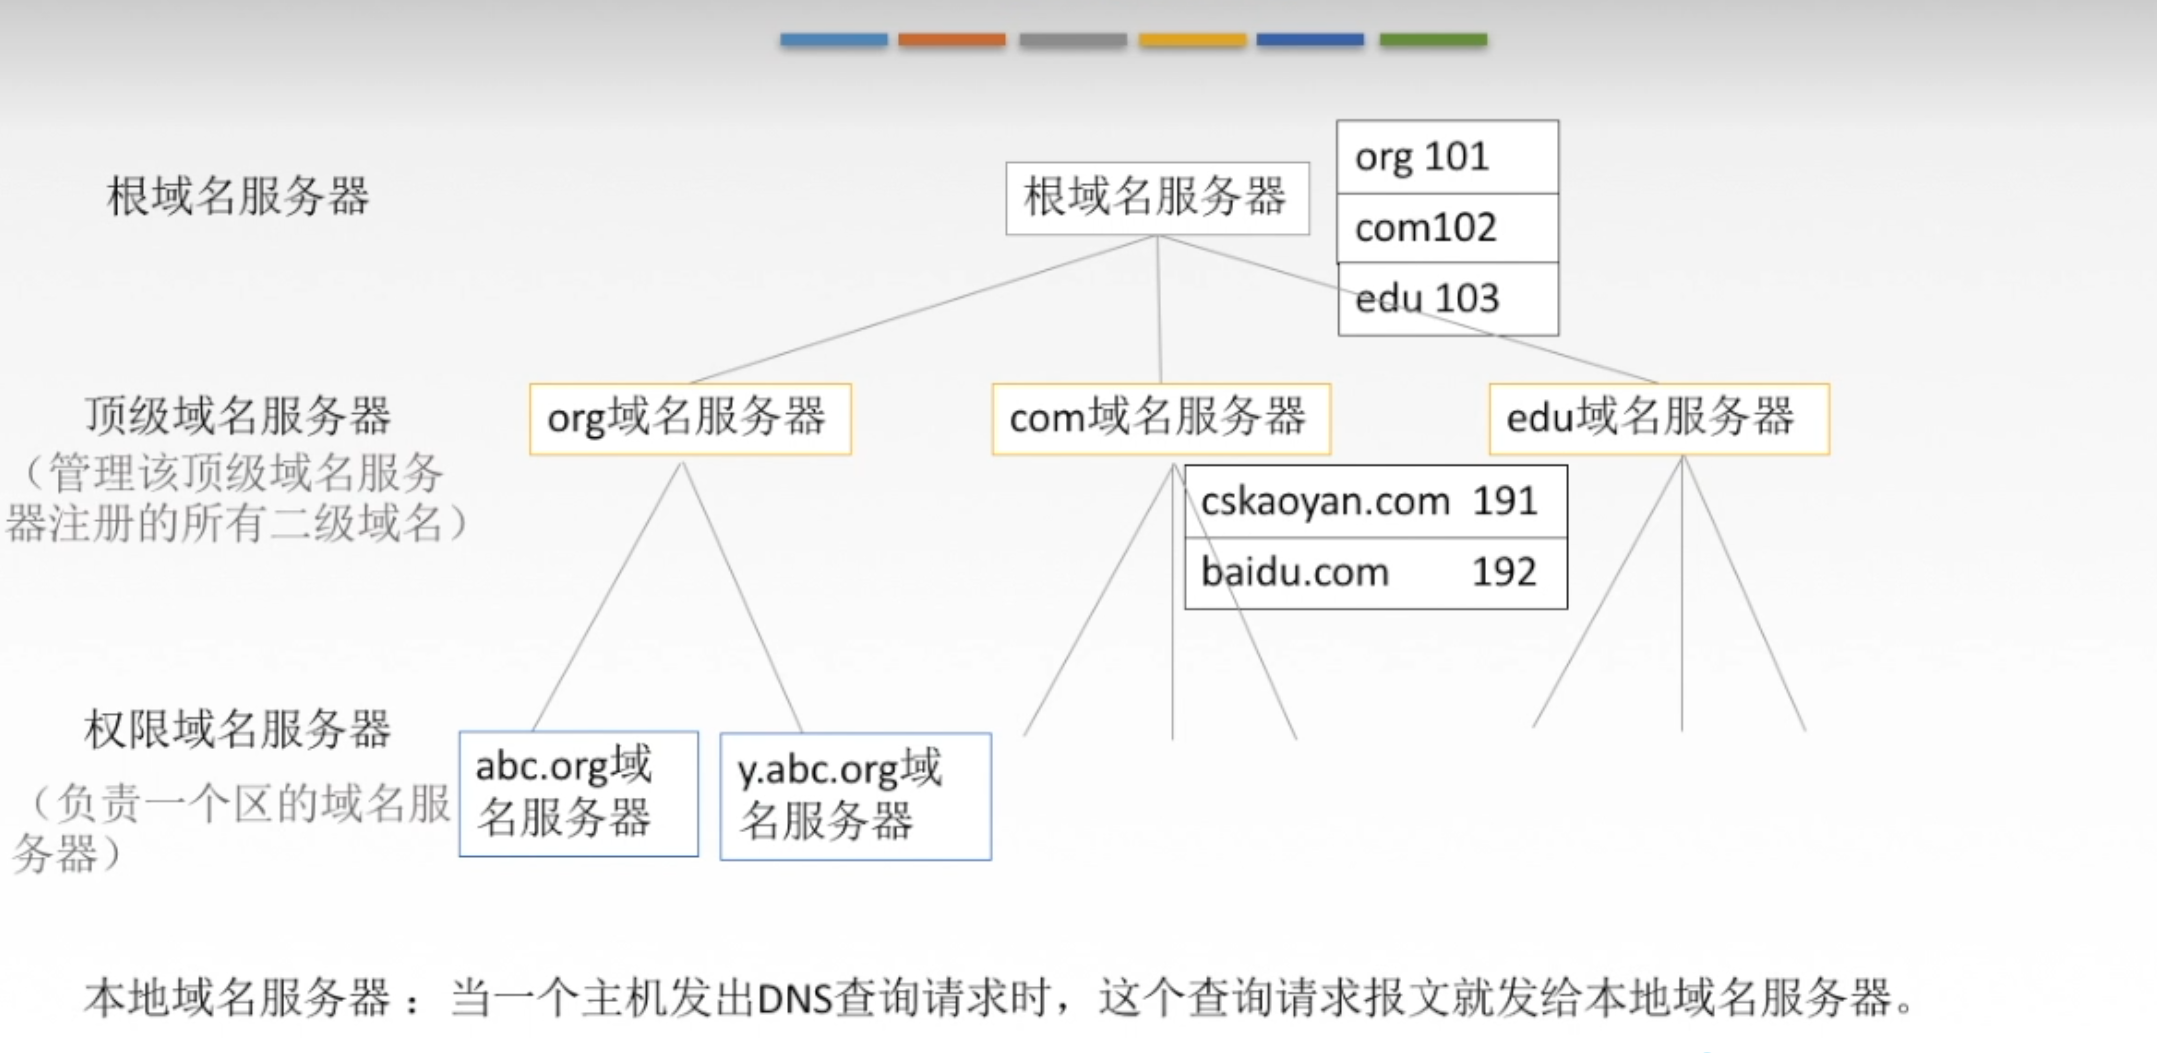 根域名服务器
根域名服务器
org 101
com102
edu 103
顶级域名服务器
（管理该顶级域名服务
器注册的所有二级域名）
org域名服务器
com域名服务器
edu域名服务器
cskaoyan.com 191
baidu.com 192
权限域名服务器
（负责一个区的域名服
务器）
abc.org域
名服务器
y.abc.org域
名服务器
本地域名服务器：当一个主机发出DNS查询请求时，这个查询请求报文就发给本地域名服务器。